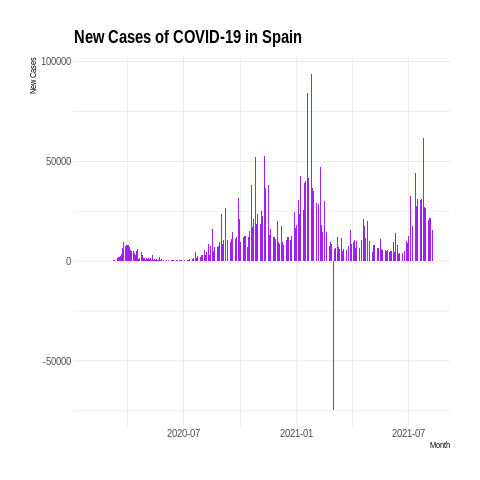 New Cases of COVID-19 in Spain
New Cases
100000
50000
0
-50000
2020-07 2021-01 2021-07
Month